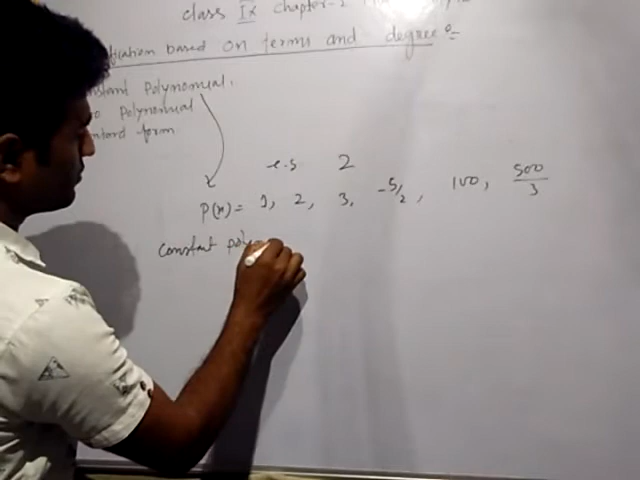 class IX chapter-2
fication based on terms and degree :-
nstant polynomial.
o polynomial
ndard form
e.g 2
P(x) = 1, 2, 3, -5/2, 100, 500/3
constant poly